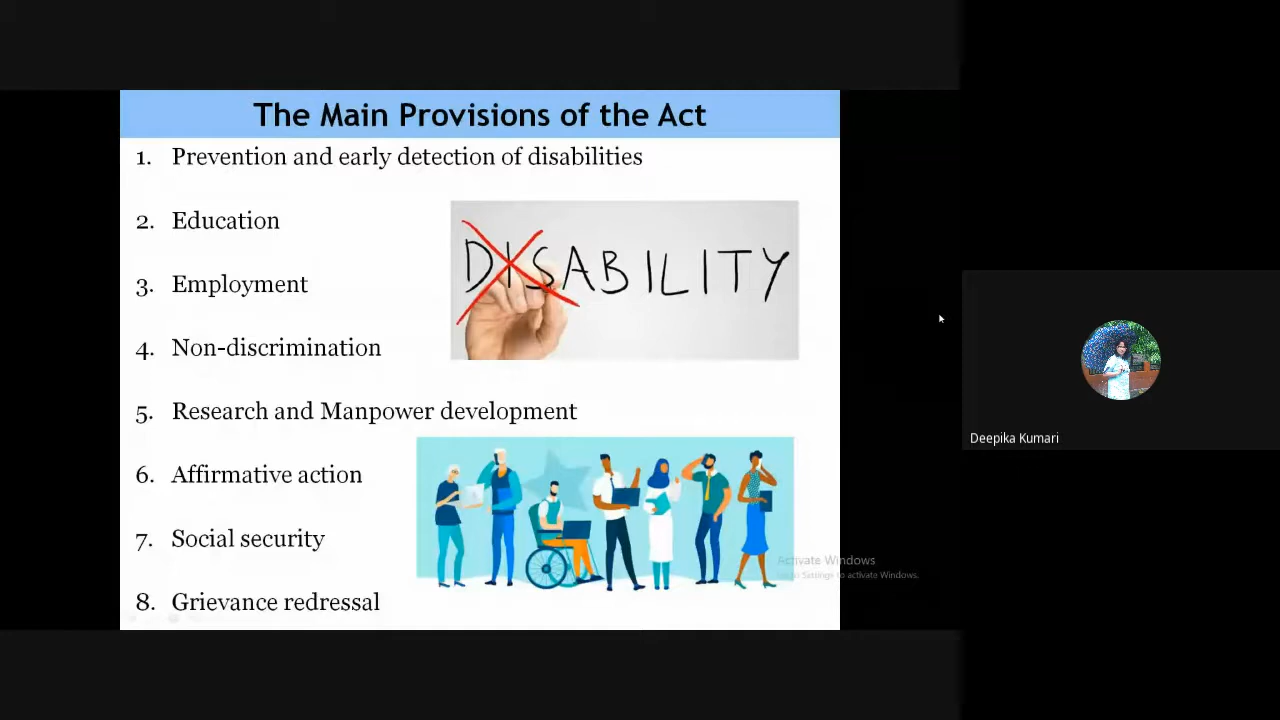 The Main Provisions of the Act
1. Prevention and early detection of disabilities
2. Education
3. Employment
4. Non-discrimination
5. Research and Manpower development
6. Affirmative action
7. Social security
8. Grievance redressal
DISABILITY
Activate Windows
to activate Windows.
Deepika Kumari